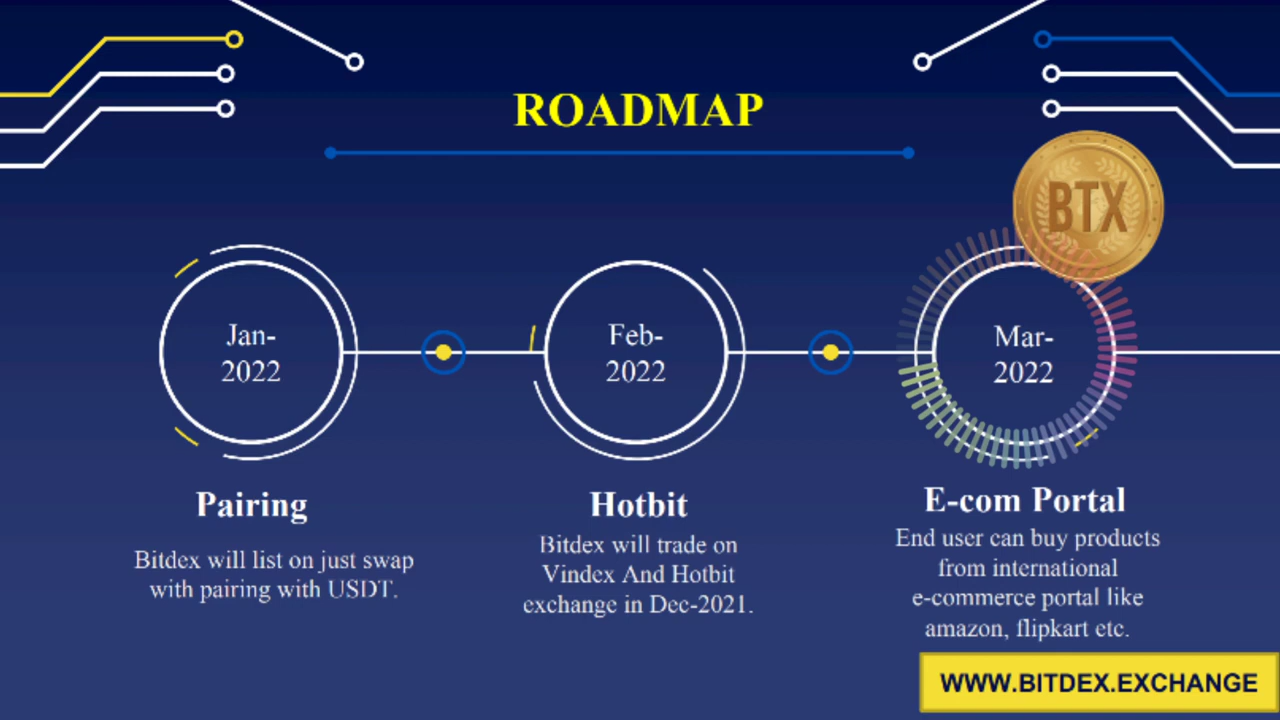 ROADMAP
BTX
Jan-
2022
Feb-
2022
Mar-
2022
Pairing
Bitdex will list on just swap
with pairing with USDT.
Hotbit
Bitdex will trade on
Vindex And Hotbit
exchange in Dec-2021.
E-com Portal
End user can buy products
from international
e-commerce portal like
amazon, flipkart etc.
WWW.BITDEX.EXCHANGE